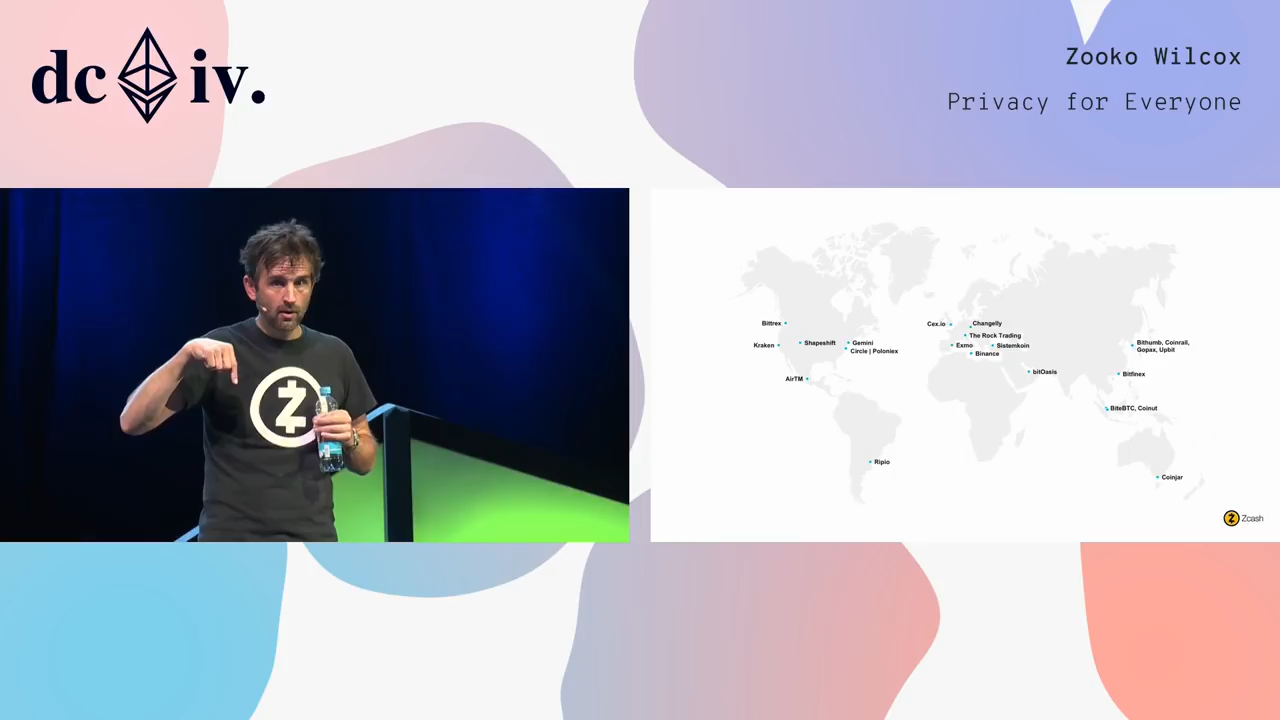 dc iv.
Zooko Wilcox
Privacy for Everyone
Bittrex
Cex.io
Changelly
The Rock Trading
Kraken
Shapeshift
Gemini
Circle | Poloniex
Exmo
Sistemkoin
Binance
Bithumb, Coinrail,
Gopax, Upbit
AirTM
bitOasis
Bitfinex
BiteBTC, Coinut
Ripio
Coinjar
Zcash